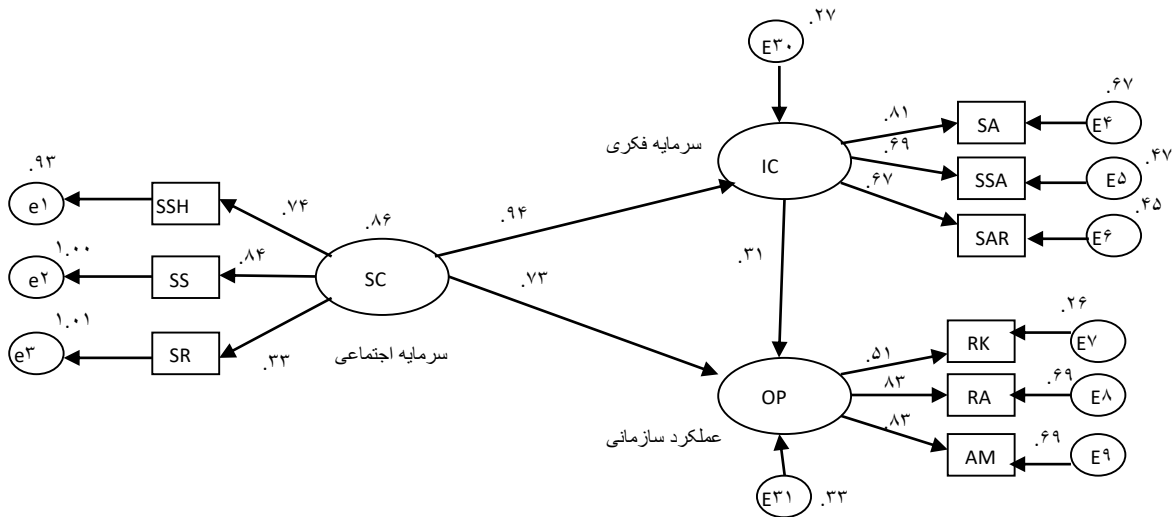 .۲۷
E۳۰
سرمایه فکری
IC
.۸۱
SA
.۶۷
E۴
.۶۹
SSA
.۴۷
E۵
.۶۷
SAR
.۴۵
E۶
.۹۳
e۱
SSH
.۷۴
۱.۰۰
e۲
SS
.۸۴
۱.۰۱
e۳
SR
.۳۳
.۸۶
SC
سرمایه اجتماعی
.۹۴
.۷۳
.۳۱
OP
عملکرد سازمانی
.۵۱
RK
.۲۶
E۷
.۸۳
RA
.۶۹
E۸
.۸۳
AM
.۶۹
E۹
E۳۱
.۳۳